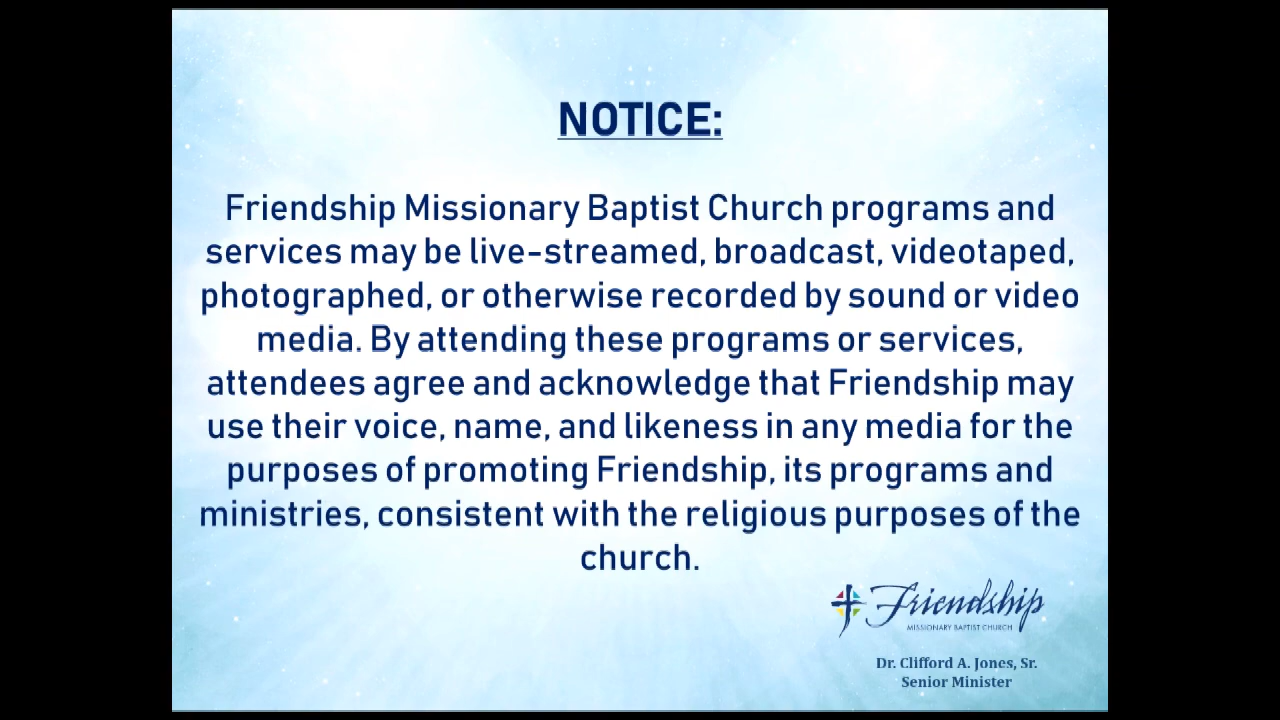 NOTICE:
Friendship Missionary Baptist Church programs and
services may be live-streamed, broadcast, videotaped,
photographed, or otherwise recorded by sound or video
media. By attending these programs or services,
attendees agree and acknowledge that Friendship may
use their voice, name, and likeness in any media for the
purposes of promoting Friendship, its programs and
ministries, consistent with the religious purposes of the
church.
Friendship
MISSIONARY BAPTIST CHURCH
Dr. Clifford A. Jones, Sr.
Senior Minister